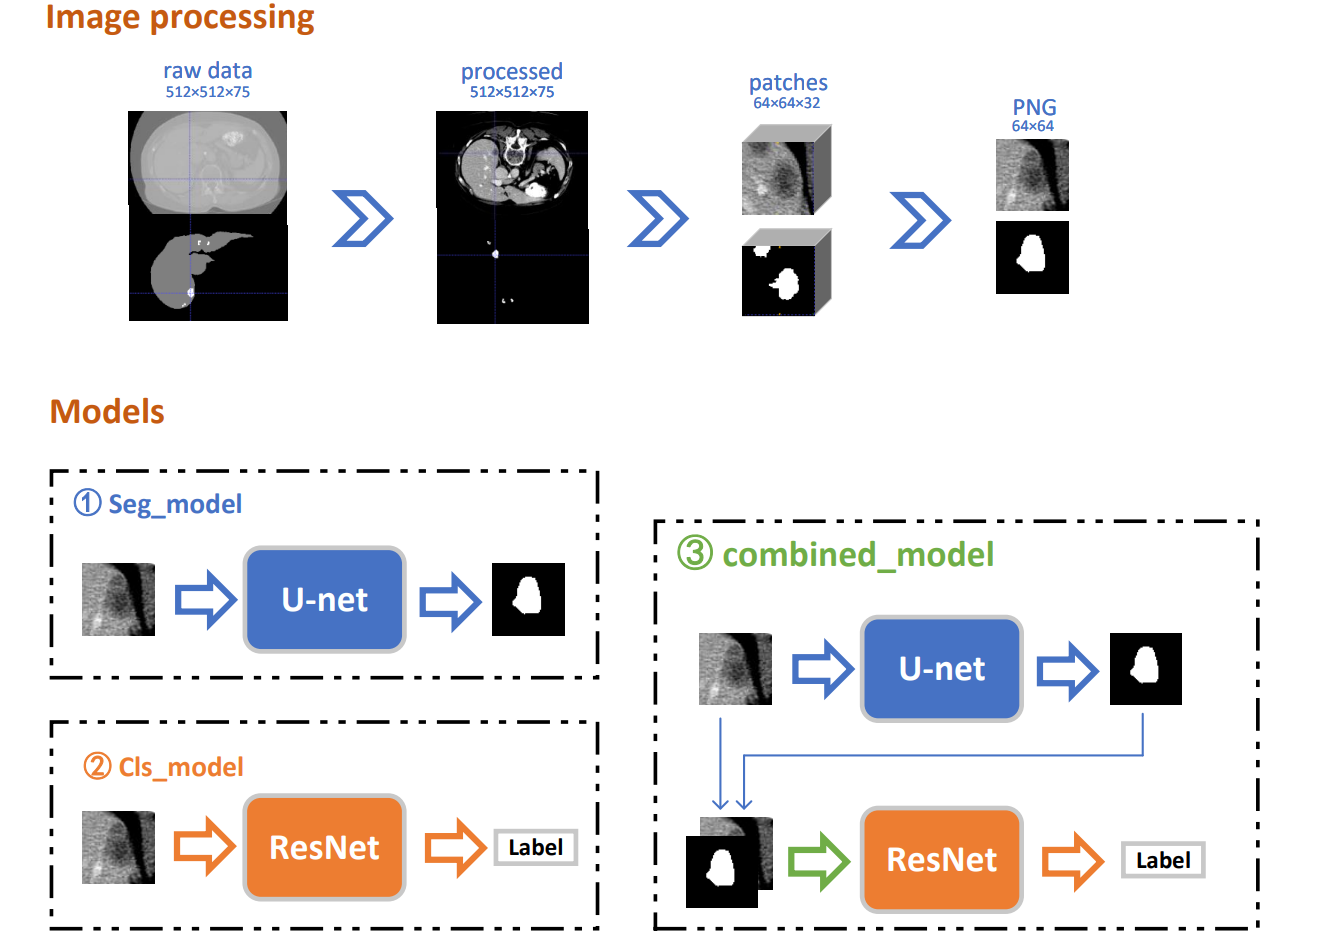 Image processing
raw data
512×512×75
processed
512×512×75
patches
64×64×32
PNG
64×64
Models
① Seg_model
U-net
② Cls_model
ResNet
Label
③ combined_model
U-net
ResNet
Label